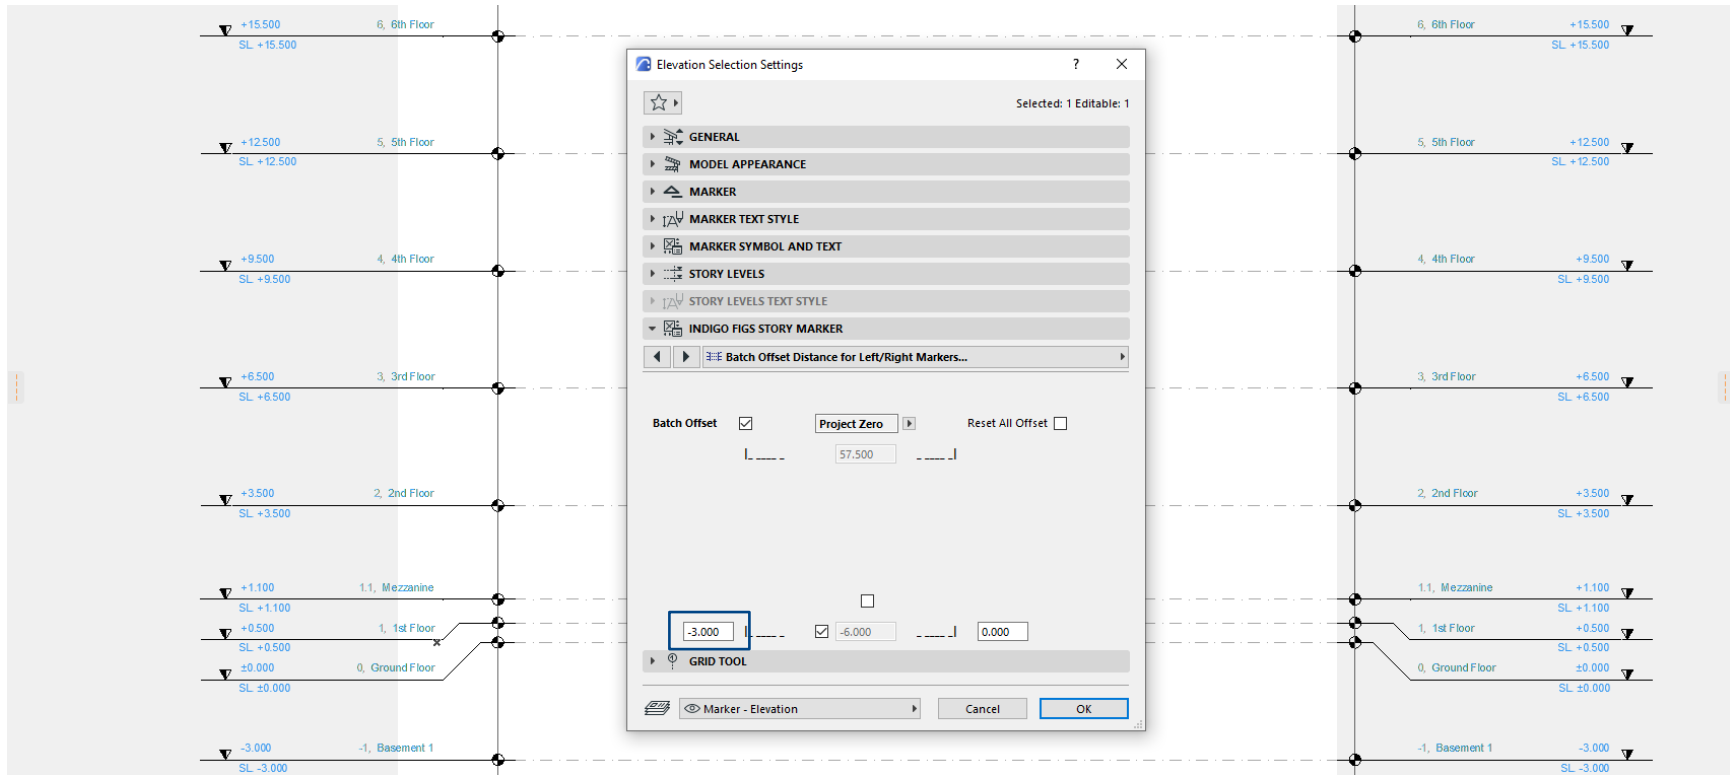 +15.500 6, 6th Floor
SL. +15.500
+12.500 5, 5th Floor
SL. +12.500
+9.500 4, 4th Floor
SL. +9.500
+6.500 3, 3rd Floor
SL. +6.500
+3.500 2, 2nd Floor
SL. +3.500
+1.100 1.1, Mezzanine
SL. +1.100
+0.500 1, 1st Floor
SL. +0.500
±0.000 0, Ground Floor
SL. ±0.000
-3.000 -1, Basement 1
SL. -3.000
Elevation Selection Settings ?
Selected: 1 Editable: 1
GENERAL
MODEL APPEARANCE
MARKER
MARKER TEXT STYLE
MARKER SYMBOL AND TEXT
STORY LEVELS
STORY LEVELS TEXT STYLE
INDIGO FIGS STORY MARKER
Batch Offset Distance for Left/Right Markers...
Batch Offset Project Zero Reset All Offset
57.500
-3.000 -6.000 0.000
GRID TOOL
Marker - Elevation Cancel OK
6, 6th Floor +15.500
SL. +15.500
5, 5th Floor +12.500
SL. +12.500
4, 4th Floor +9.500
SL. +9.500
3, 3rd Floor +6.500
SL. +6.500
2, 2nd Floor +3.500
SL. +3.500
1.1, Mezzanine +1.100
SL. +1.100
1, 1st Floor +0.500
SL. +0.500
0, Ground Floor ±0.000
SL. ±0.000
-1, Basement 1 -3.000
SL. -3.000